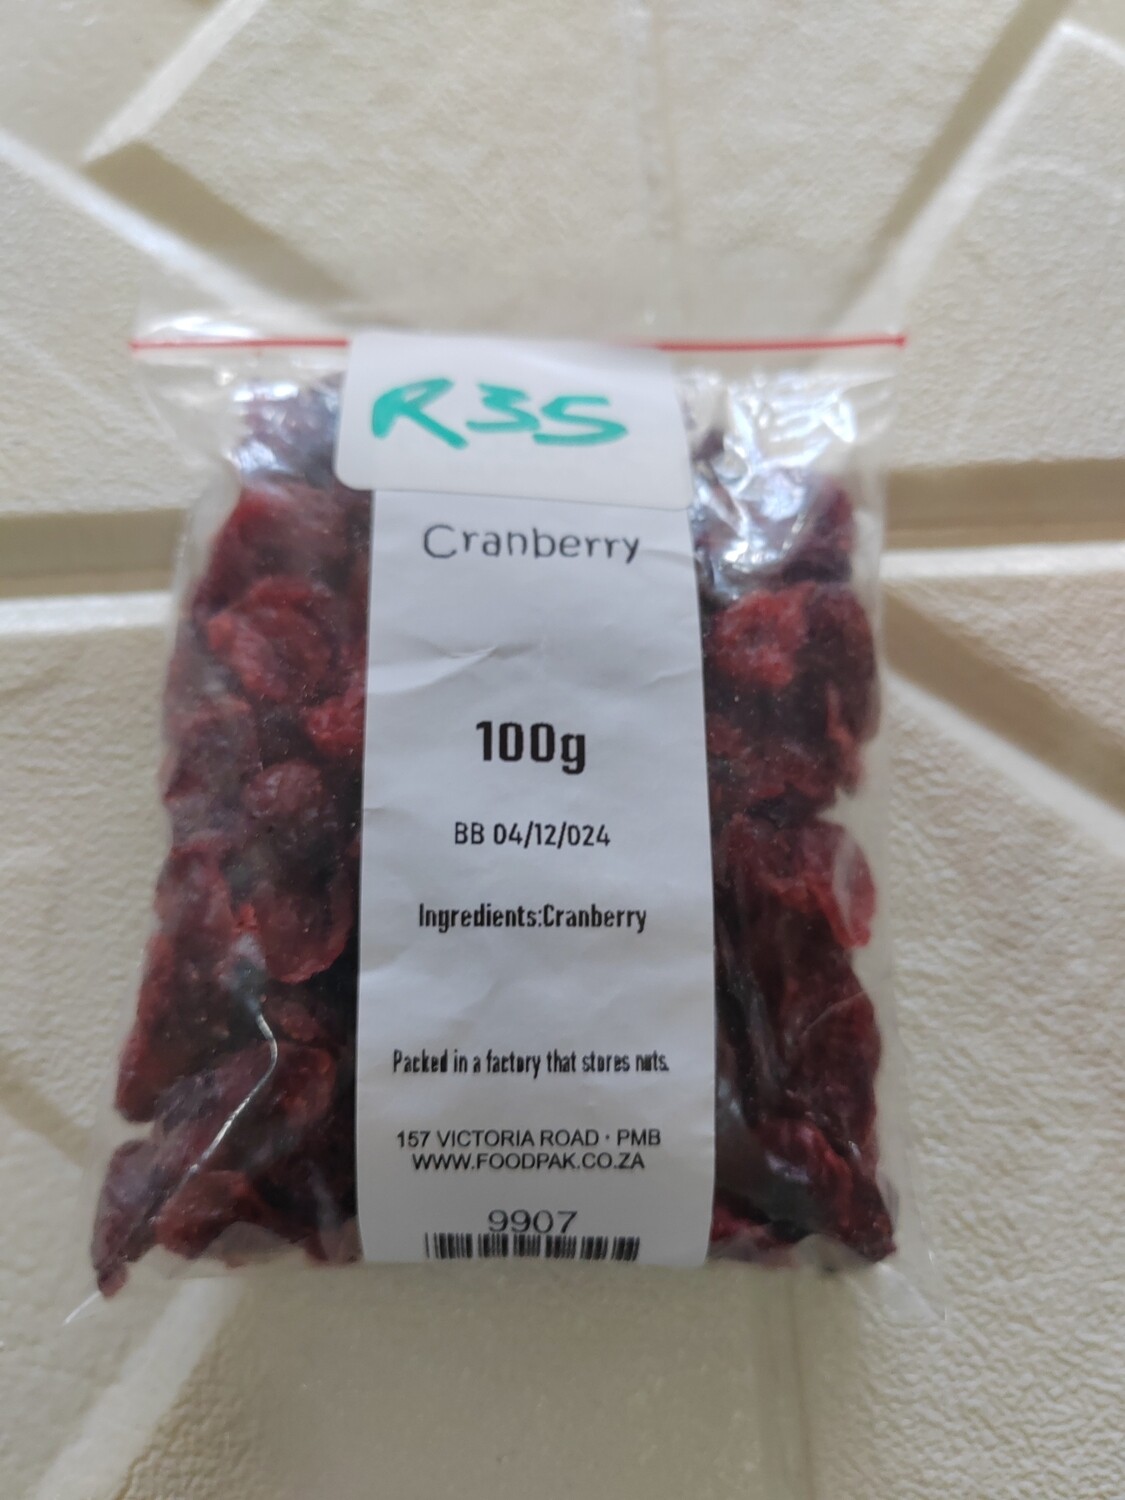 R35
Cranberry
100g
BB 04/12/024
Ingredients:Cranberry
Packed in a factory that stores nuts.
157 VICTORIA ROAD · PMB
WWW.FOODPAK.CO.ZA
9907